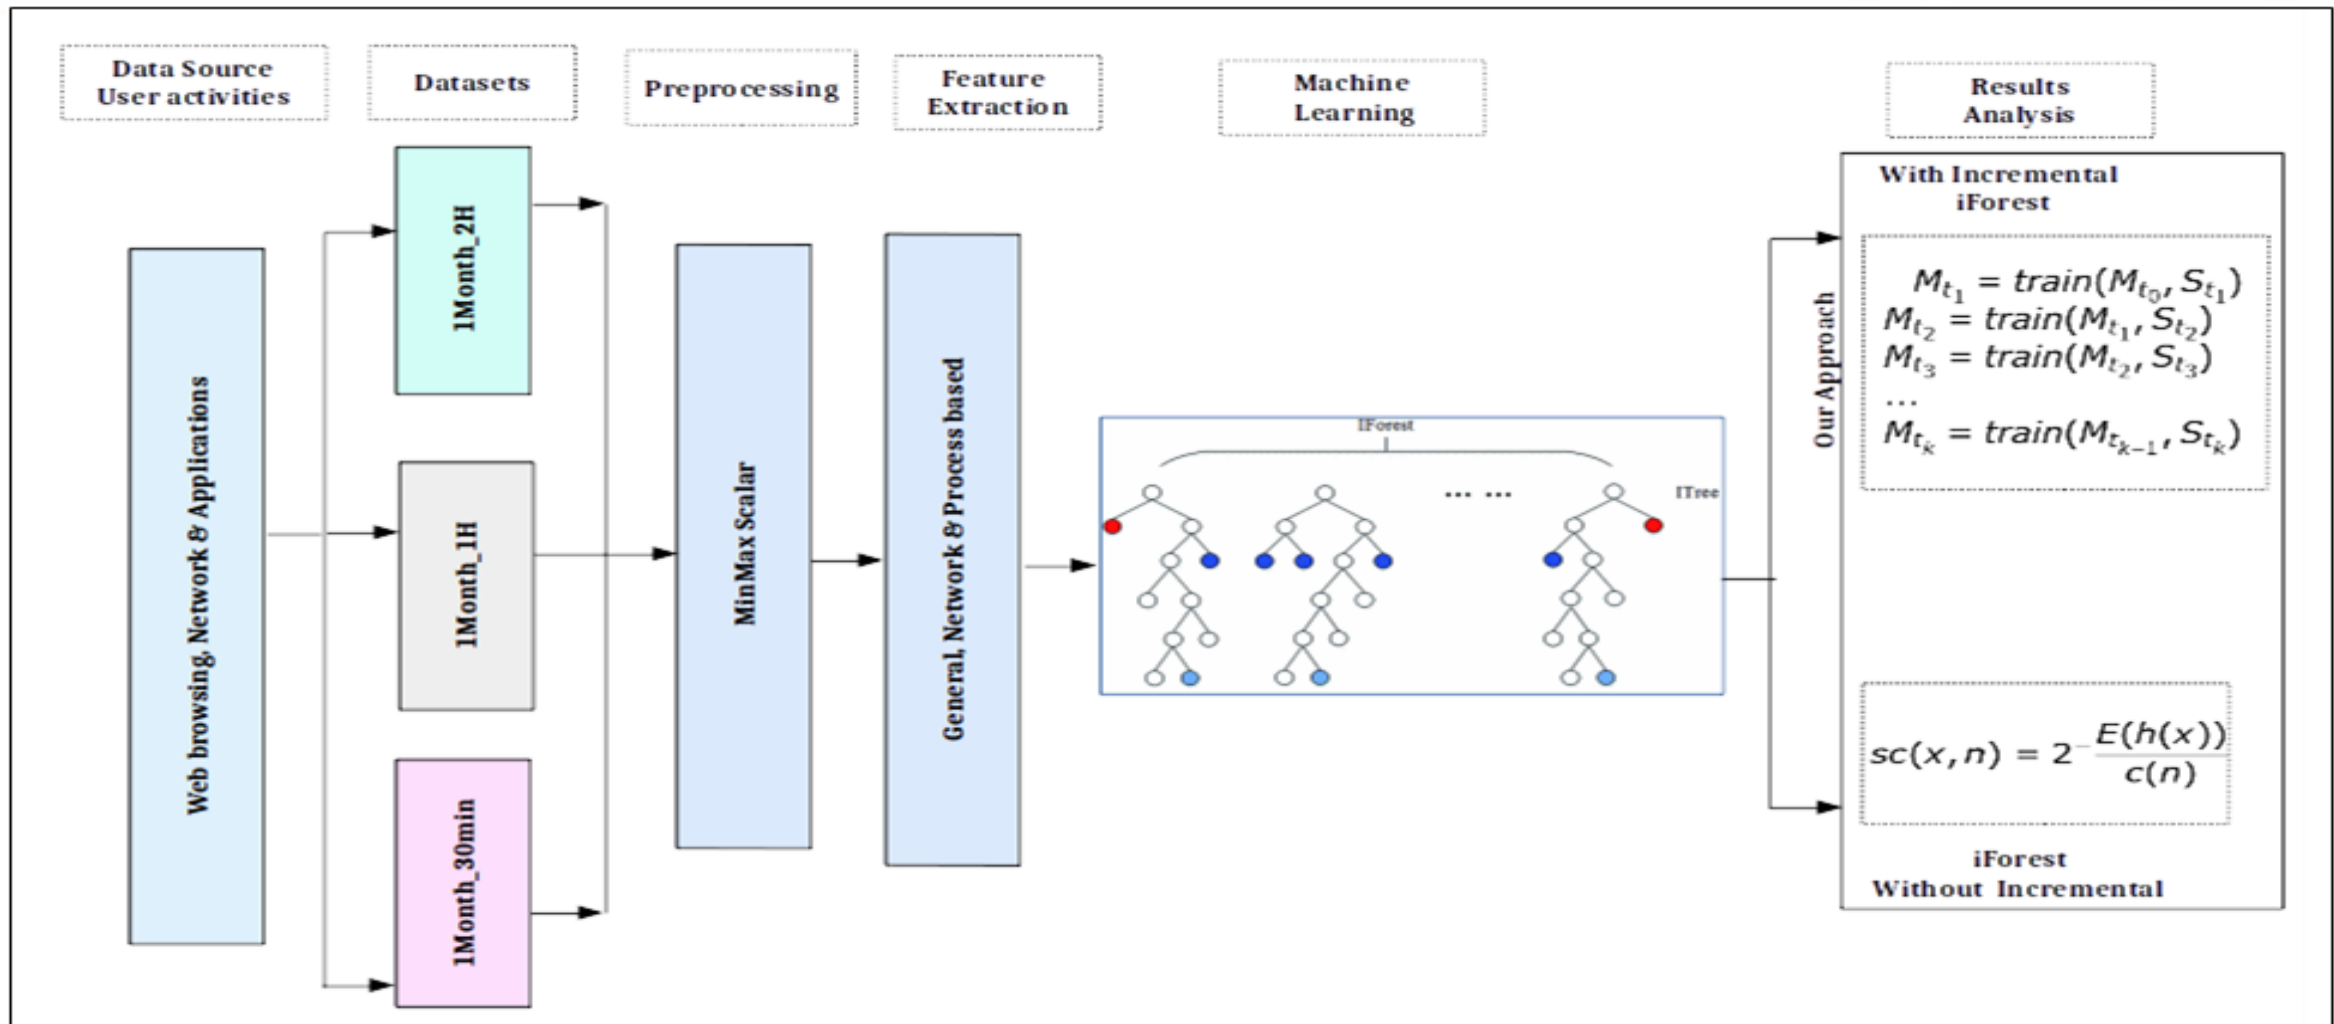 Data Source
User activities
Datasets
Preprocessing
Feature
Extraction
Machine
Learning
Results
Analysis
Web browsing, Network & Applications
1Month_2H
1Month_1H
1Month_30min
MinMax Scalar
General, Network & Process based
IForest
... ...
ITree
Our Approach
With Incremental
iForest
M_{t_1} = train(M_{t_0}, S_{t_1})
M_{t_2} = train(M_{t_1}, S_{t_2})
M_{t_3} = train(M_{t_2}, S_{t_3})
...
M_{t_k} = train(M_{t_{k-1}}, S_{t_k})
sc(x, n) = 2^{-\frac{E(h(x))}{c(n)}}
iForest
Without Incremental